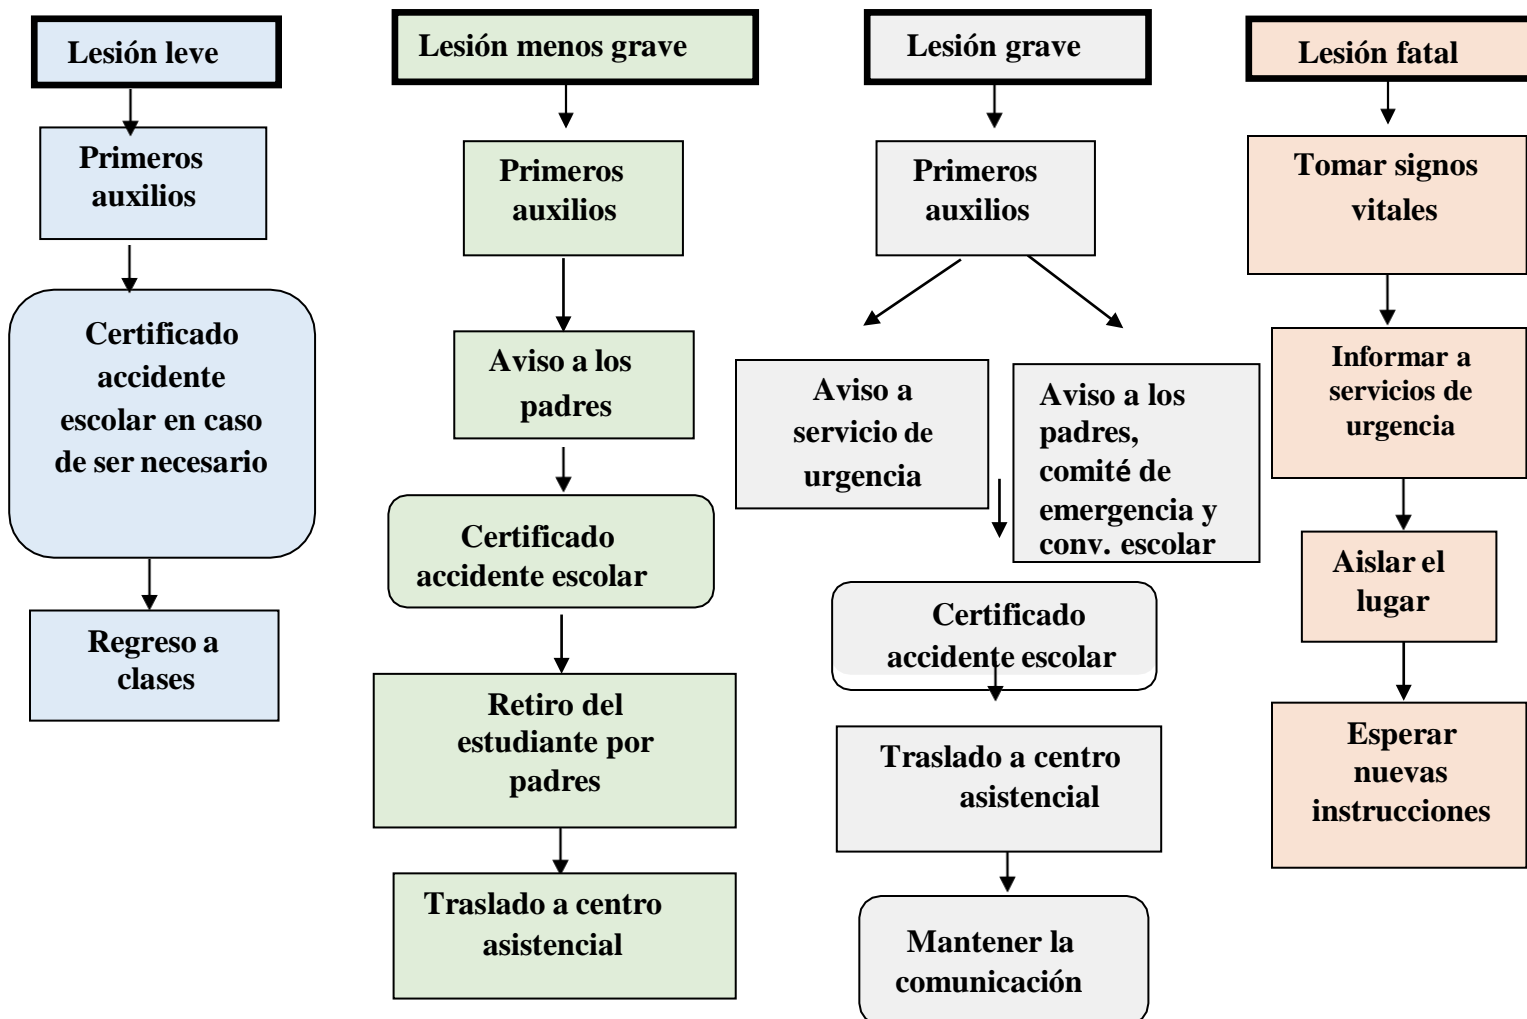 Lesión leve
Primeros
auxilios
Certificado
accidente
escolar en caso
de ser necesario
Regreso a
clases
Lesión menos grave
Primeros
auxilios
Aviso a los
padres
Certificado
accidente escolar
Retiro del
estudiante por
padres
Traslado a centro
asistencial
Lesión grave
Primeros
auxilios
Aviso a
servicio de
urgencia
Aviso a los
padres,
comité de
emergencia y
conv. escolar
Certificado
accidente escolar
Traslado a centro
asistencial
Mantener la
comunicación
Lesión fatal
Tomar signos
vitales
Informar a
servicios de
urgencia
Aislar el
lugar
Esperar
nuevas
instrucciones